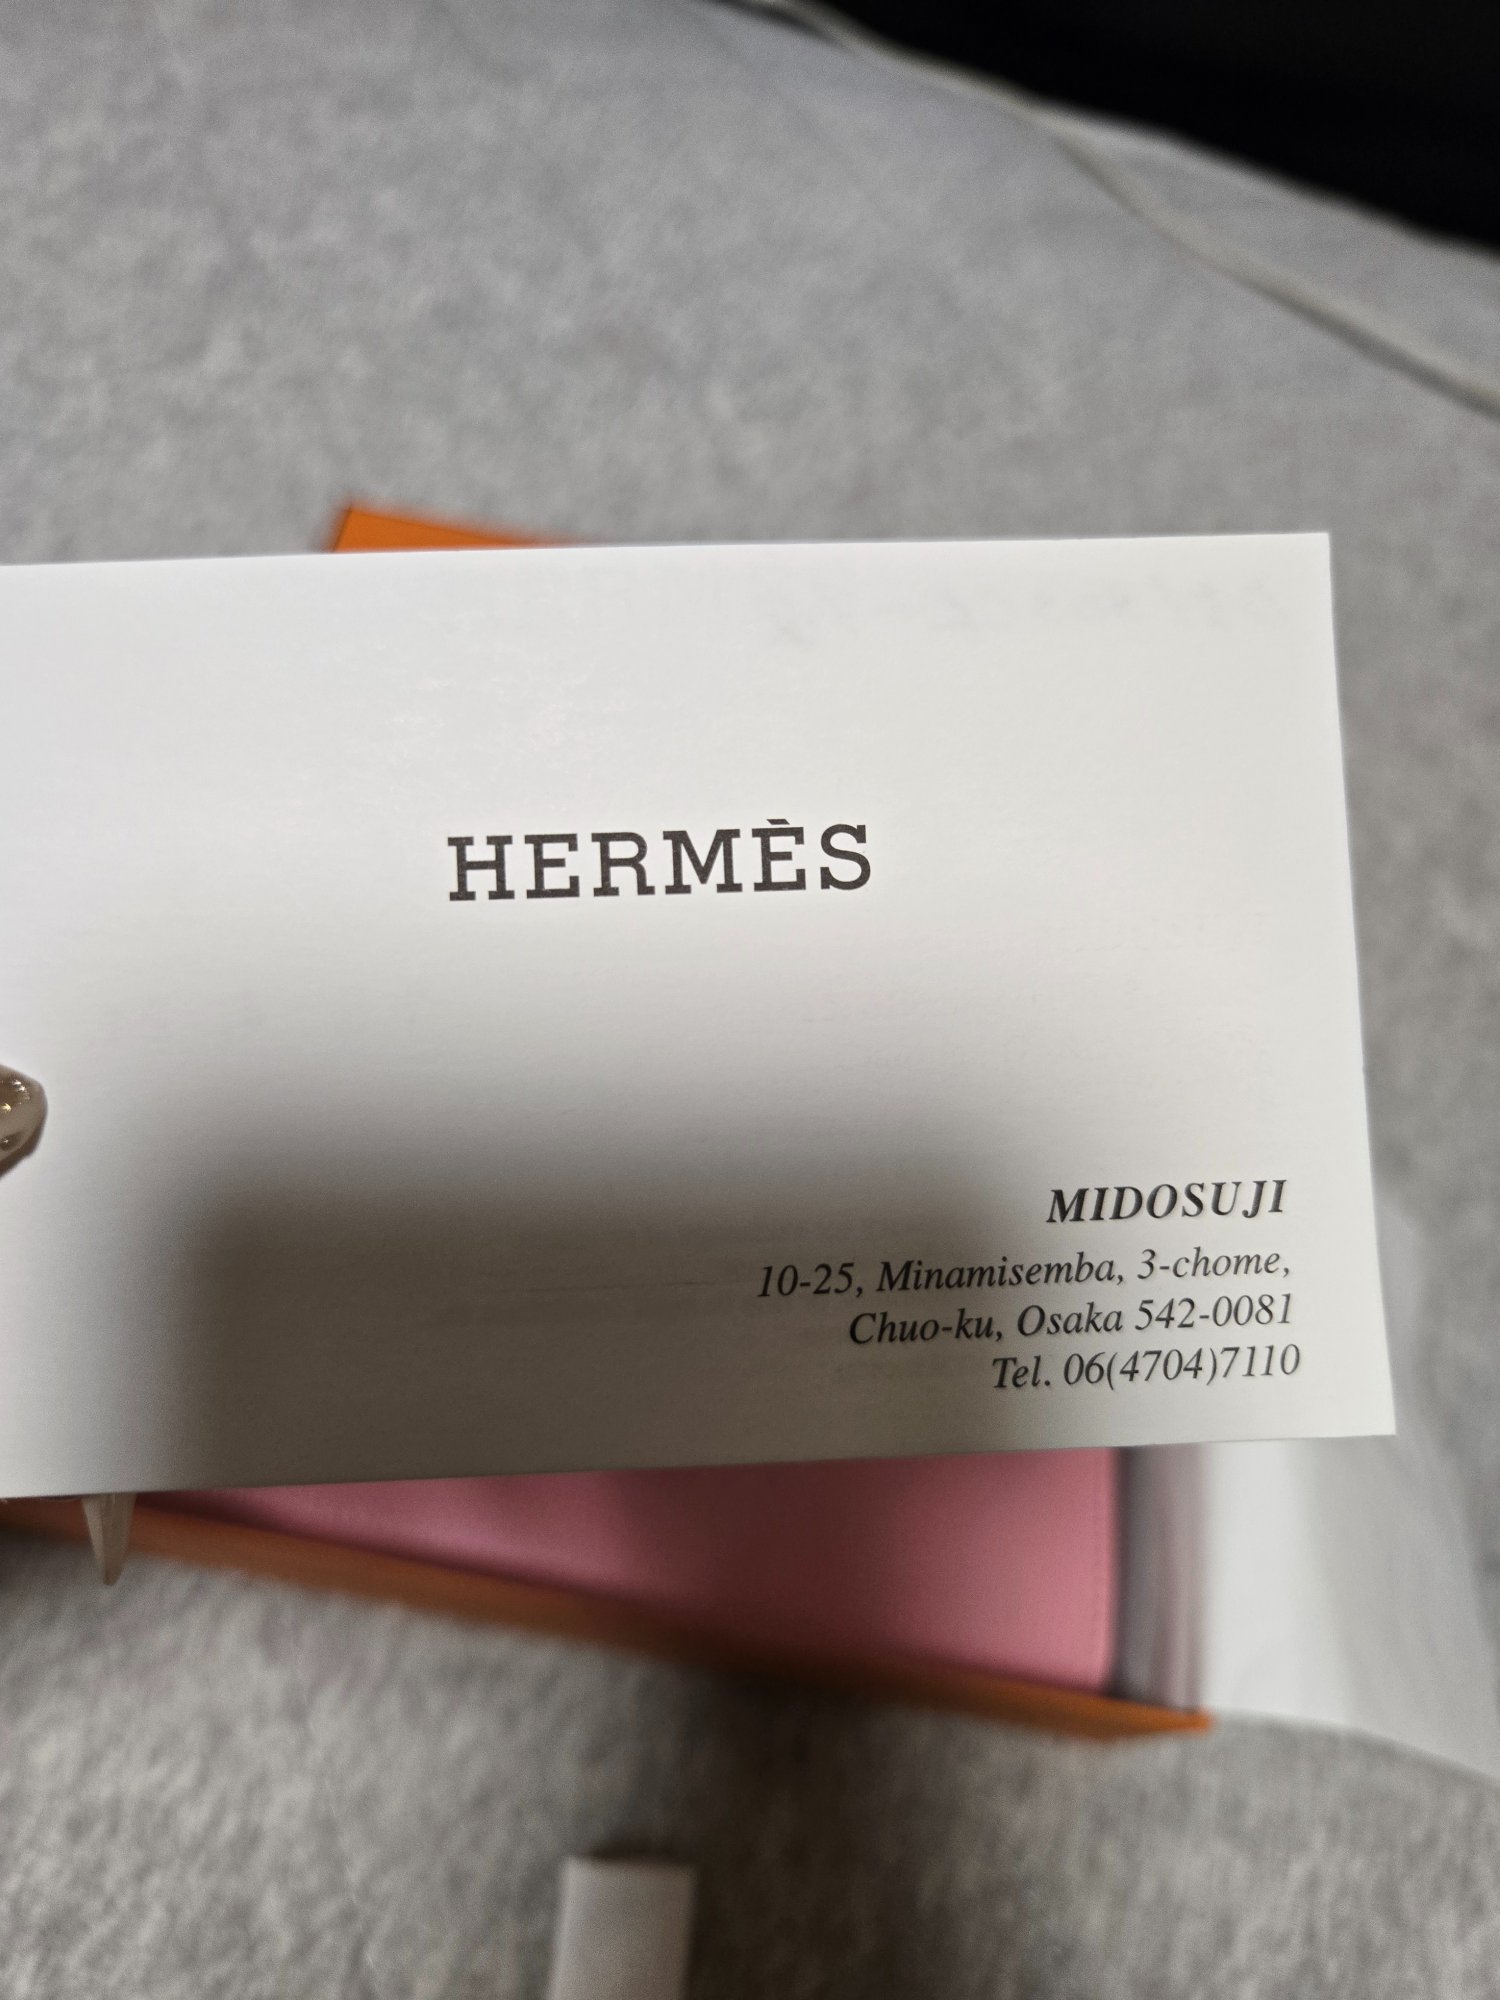 HERMÈS
MIDOSUJI
10-25, Minamisemba, 3-chome,
Chuo-ku, Osaka 542-0081
Tel. 06(4704)7110